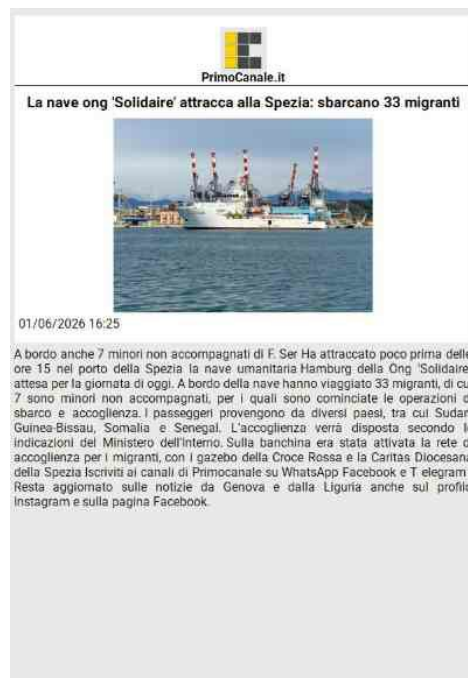 PrimoCanale.it
La nave ong 'Solidaire' attracca alla Spezia: sbarcano 33 migranti
01/06/2026 16:25
A bordo anche 7 minori non accompagnati di F. Ser Ha attraccato poco prima delle
ore 15 nel porto della Spezia la nave umanitaria Hamburg della Ong 'Solidaire'
attesa per la giornata di oggi. A bordo della nave hanno viaggiato 33 migranti, di cu
7 sono minori non accompagnati, per i quali sono cominciate le operazioni d
sbarco e accoglienza. I passeggeri provengono da diversi paesi, tra cui Sudan
Guinea-Bissau, Somalia e Senegal. L'accoglienza verrà disposta secondo l
indicazioni del Ministero dell'Interno. Sulla banchina era stata attivata la rete d
accoglienza per i migranti, con i gazebo della Croce Rossa e la Caritas Diocesana
della Spezia Iscriviti ai canali di Primocanale su WhatsApp Facebook e T elegram
Resta aggiornato sulle notizie da Genova e dalla Liguria anche sul profilo
Instagram e sulla pagina Facebook.